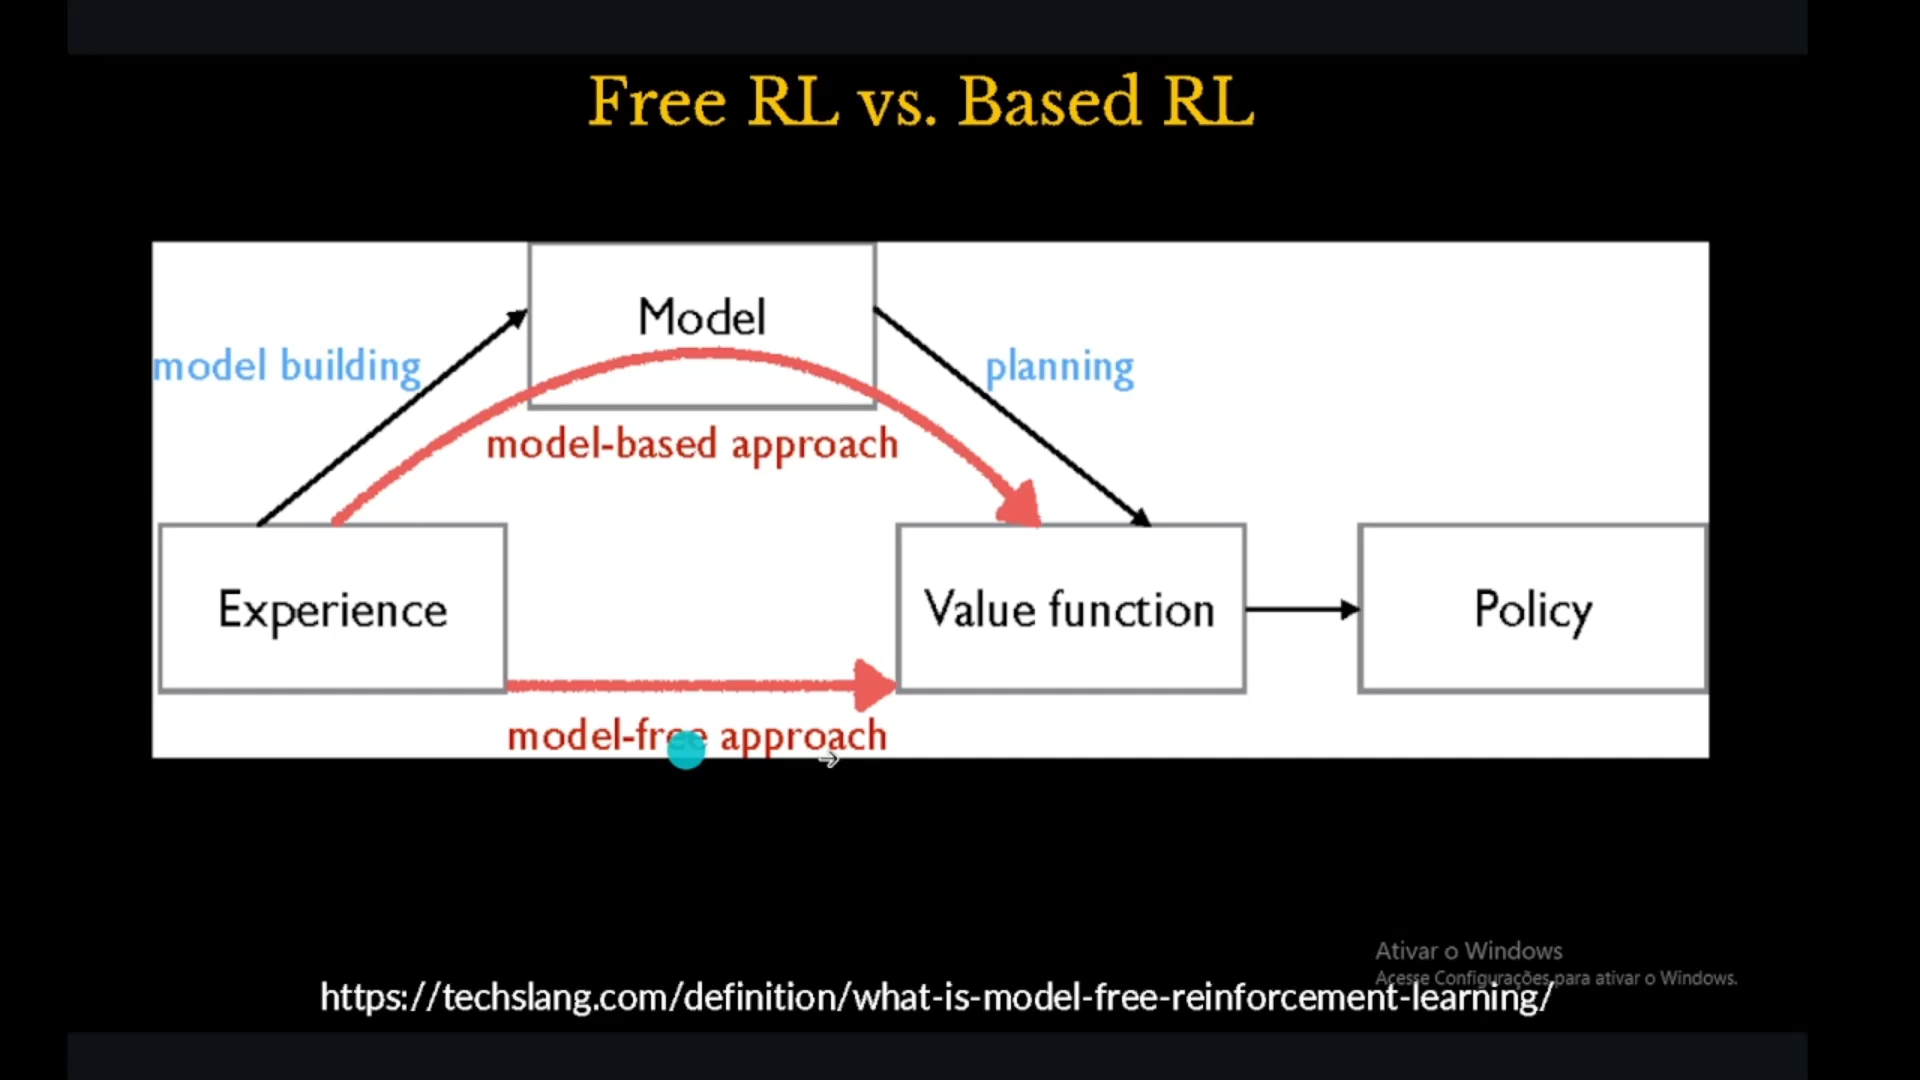 Free RL vs. Based RL
Model
model building
planning
model-based approach
Experience
Value function
Policy
model-free approach
Ativar o Windows
Acesse Configurações para ativar o Windows.
https://techslang.com/definition/what-is-model-free-reinforcement-learning/